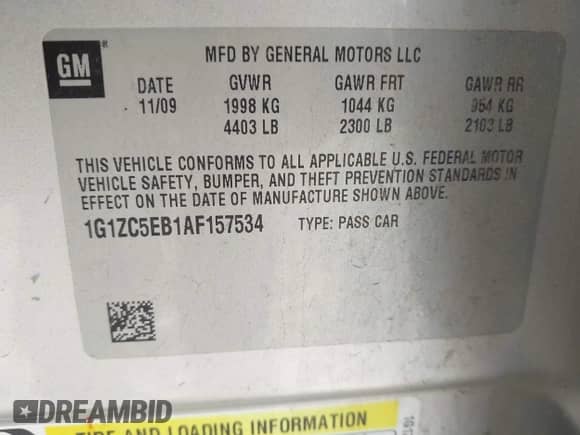 GM
MFD BY GENERAL MOTORS LLC
DATE GVWR GAWR FRT GAWR RR
11/09 1998 KG 1044 KG 954 KG
4403 LB 2300 LB 2103 LB
THIS VEHICLE CONFORMS TO ALL APPLICABLE U.S. FEDERAL MOTOR
VEHICLE SAFETY, BUMPER, AND THEFT PREVENTION STANDARDS IN
EFFECT ON THE DATE OF MANUFACTURE SHOWN ABOVE.
1G1ZC5EB1AF157534 TYPE: PASS CAR
DREAMBID
TIRE AND LOADING INFORMATION